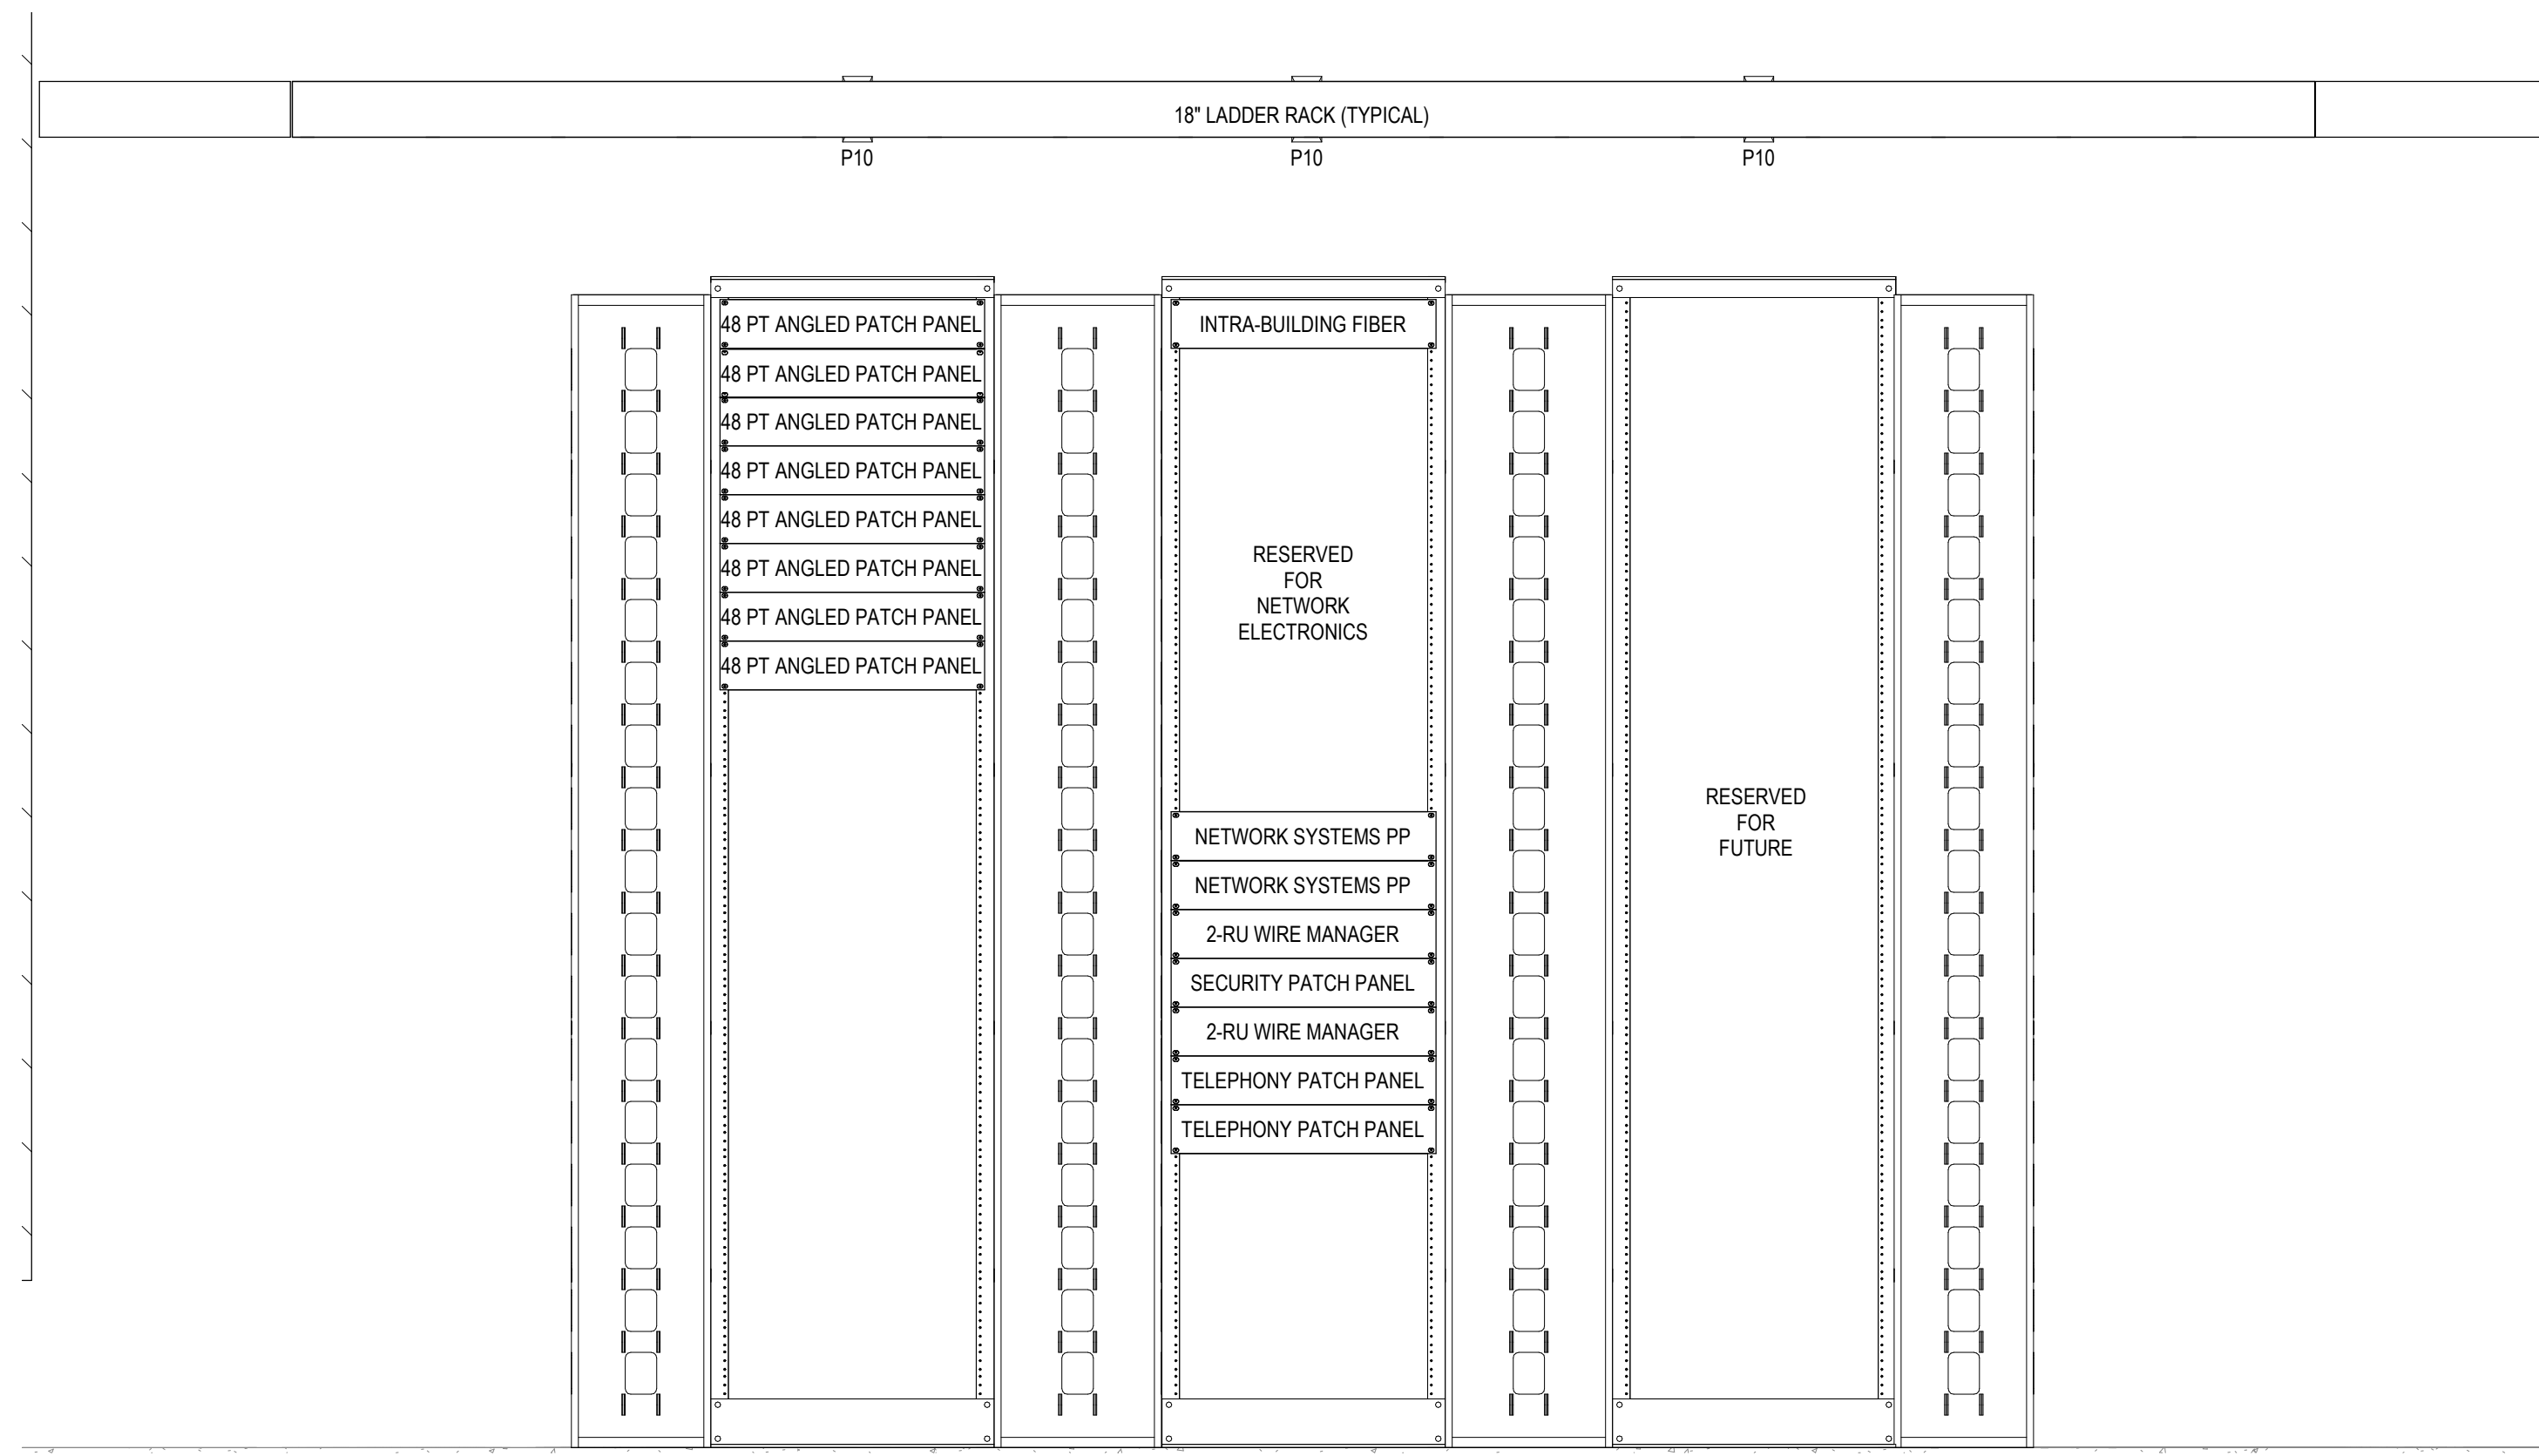 18" LADDER RACK (TYPICAL)
P10
P10
P10
48 PT ANGLED PATCH PANEL
48 PT ANGLED PATCH PANEL
48 PT ANGLED PATCH PANEL
48 PT ANGLED PATCH PANEL
48 PT ANGLED PATCH PANEL
48 PT ANGLED PATCH PANEL
48 PT ANGLED PATCH PANEL
48 PT ANGLED PATCH PANEL
INTRA-BUILDING FIBER
RESERVED
FOR
NETWORK
ELECTRONICS
NETWORK SYSTEMS PP
NETWORK SYSTEMS PP
2-RU WIRE MANAGER
SECURITY PATCH PANEL
2-RU WIRE MANAGER
TELEPHONY PATCH PANEL
TELEPHONY PATCH PANEL
RESERVED
FOR
FUTURE